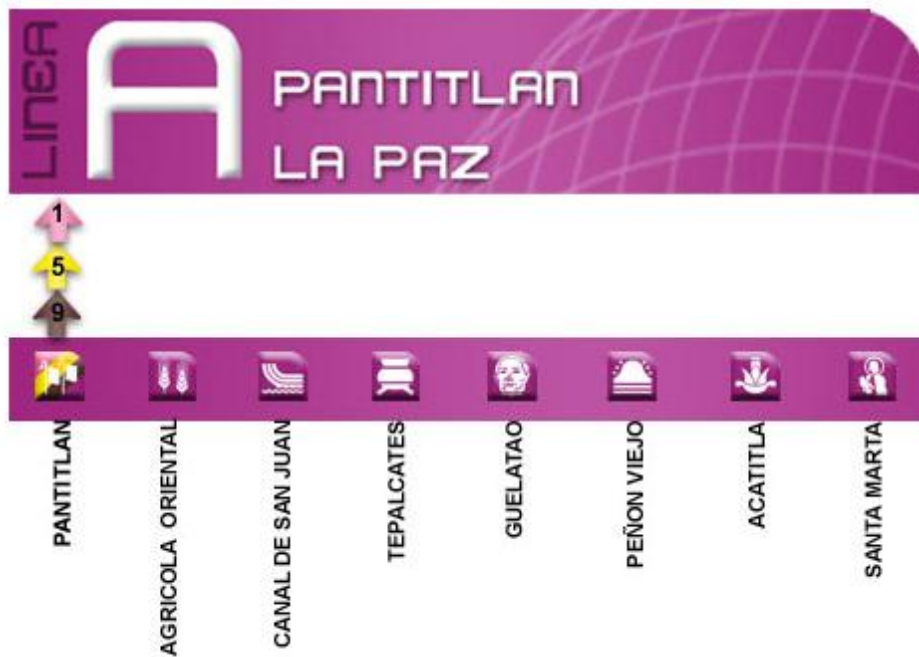 LINEA
A
PANTITLAN
LA PAZ
1
5
9
PANTITLAN
AGRICOLA ORIENTAL
CANAL DE SAN JUAN
TEPALCATES
GUELATAO
PEÑON VIEJO
ACATITLA
SANTA MARTA